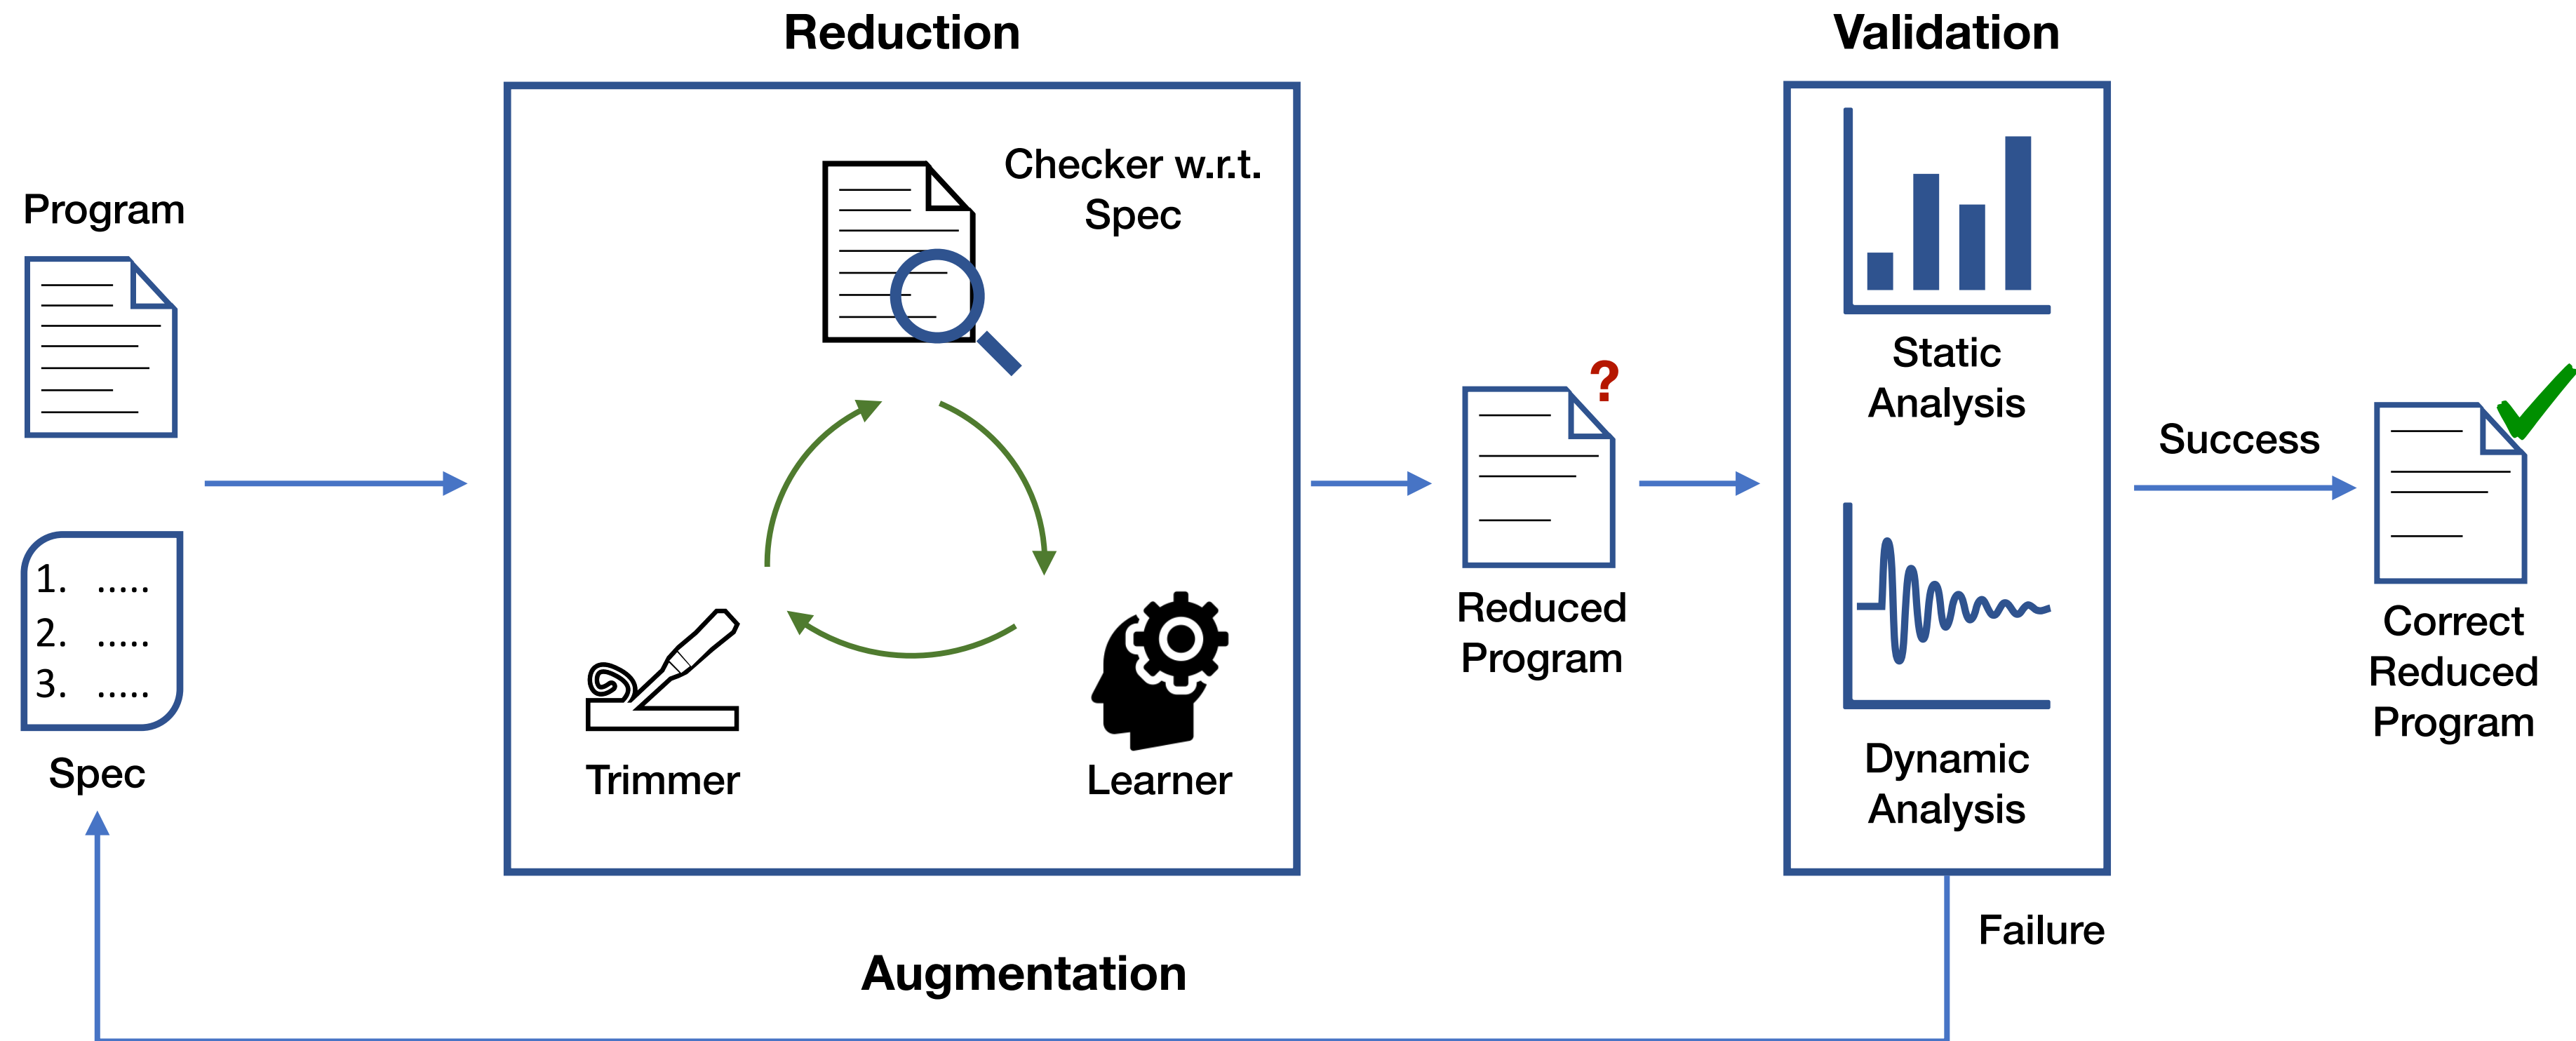 Reduction
Validation
Program
Checker w.r.t.
Spec
1. .....
2. .....
3. .....
Spec
Trimmer
Learner
?
Reduced
Program
Static
Analysis
Dynamic
Analysis
Success
Correct
Reduced
Program
Failure
Augmentation